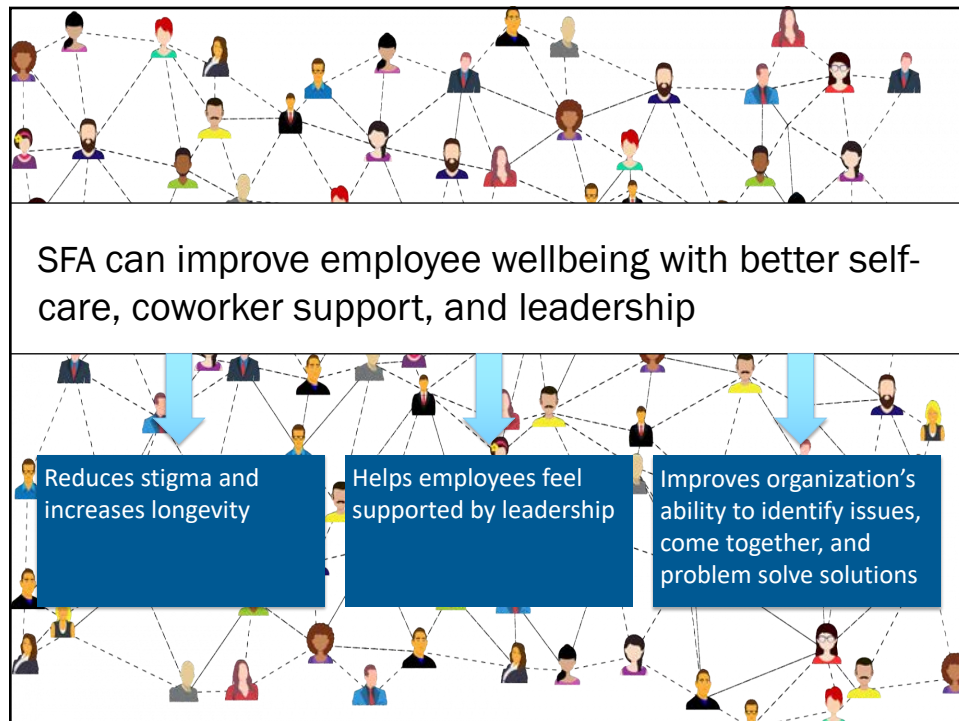 SFA can improve employee wellbeing with better self-
care, coworker support, and leadership
Reduces stigma and
increases longevity
Helps employees feel
supported by leadership
Improves organization’s
ability to identify issues,
come together, and
problem solve solutions